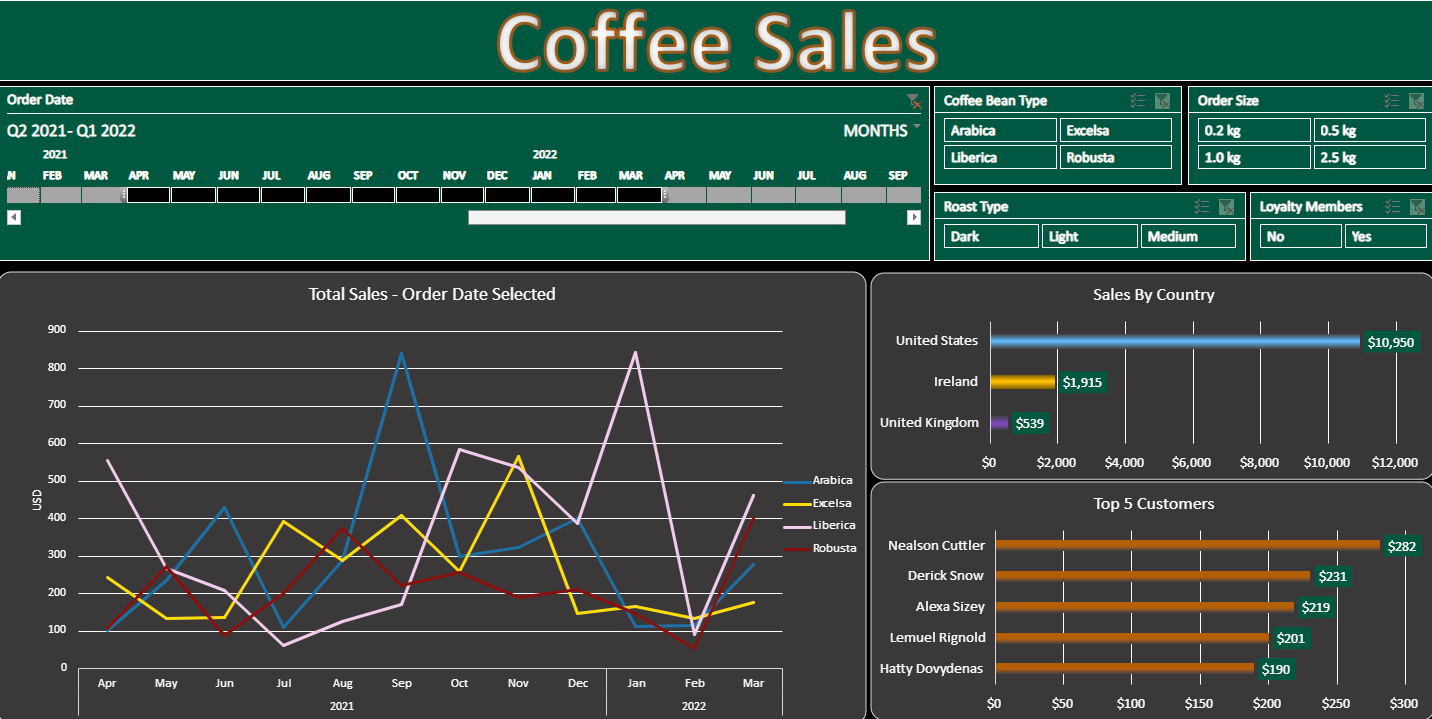 Coffee Sales
Order Date
Q2 2021- Q1 2022
MONTHS
2021 2022
N FEB MAR APR MAY JUN JUL AUG SEP OCT NOV DEC JAN FEB MAR APR MAY JUN JUL AUG SEP
Coffee Bean Type
Arabica Excelsa
Liberica Robusta
Order Size
0.2 kg 0.5 kg
1.0 kg 2.5 kg
Roast Type
Dark Light Medium
Loyalty Members
No Yes
Total Sales - Order Date Selected
USD
900
800
700
600
500
400
300
200
100
0
Apr May Jun Jul Aug Sep Oct Nov Dec Jan Feb Mar
2021 2022
Arabica
Excelsa
Liberica
Robusta
Sales By Country
United States $10,950
Ireland $1,915
United Kingdom $539
$0 $2,000 $4,000 $6,000 $8,000 $10,000 $12,000
Top 5 Customers
Nealson Cuttler $282
Derick Snow $231
Alexa Sizey $219
Lemuel Rignold $201
Hatty Dovydenas $190
$0 $50 $100 $150 $200 $250 $300